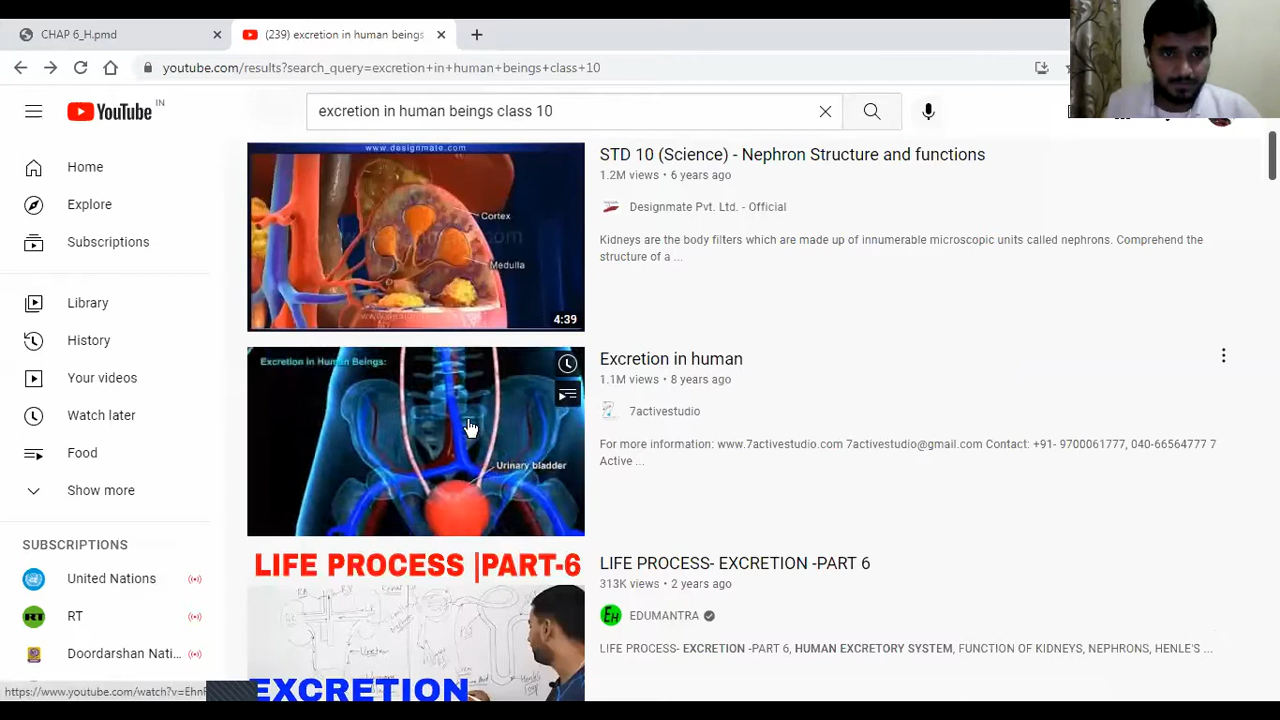 CHAP 6_H.pmd
(239) excretion in human beings
youtube.com/results?search_query=excretion+in+human+beings+class+10
YouTube IN
excretion in human beings class 10
Home
Explore
Subscriptions
Library
History
Your videos
Watch later
Food
Show more
SUBSCRIPTIONS
United Nations
RT
Doordarshan Nati...
www.designmate.com
Cortex
Medulla
4:39
STD 10 (Science) - Nephron Structure and functions
1.2M views • 6 years ago
Designmate Pvt. Ltd. - Official
Kidneys are the body filters which are made up of innumerable microscopic units called nephrons. Comprehend the
structure of a ...
Excretion in Human Beings:
Urinary bladder
Excretion in human
1.1M views • 8 years ago
7activestudio
For more information: www.7activestudio.com 7activestudio@gmail.com Contact: +91- 9700061777, 040-66564777 7
Active ...
LIFE PROCESS |PART-6
EXCRETION
LIFE PROCESS- EXCRETION -PART 6
313K views • 2 years ago
EH EDUMANTRA
LIFE PROCESS- EXCRETION -PART 6, HUMAN EXCRETORY SYSTEM, FUNCTION OF KIDNEYS, NEPHRONS, HENLE'S ...